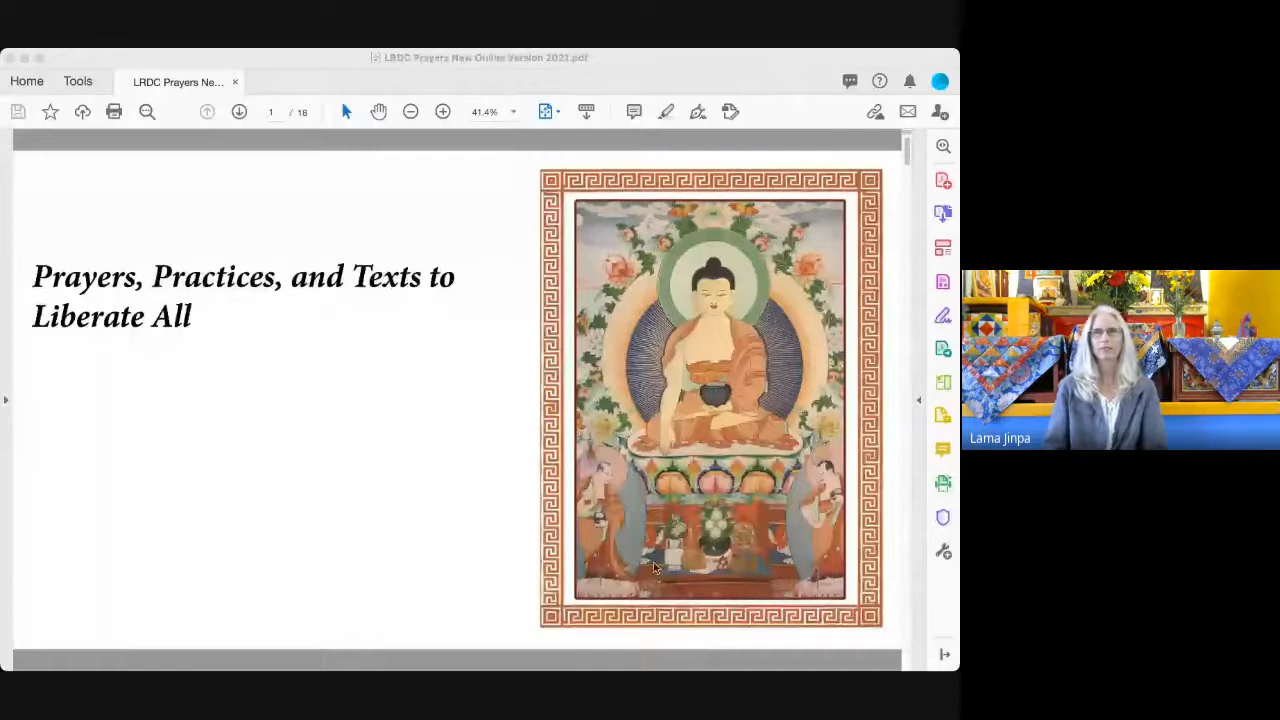 LRDC Prayers New Online Version 2021.pdf
Home
Tools
LRDC Prayers Ne... ×
1 / 18
41.4%
Prayers, Practices, and Texts to
Liberate All
Lama Jinpa